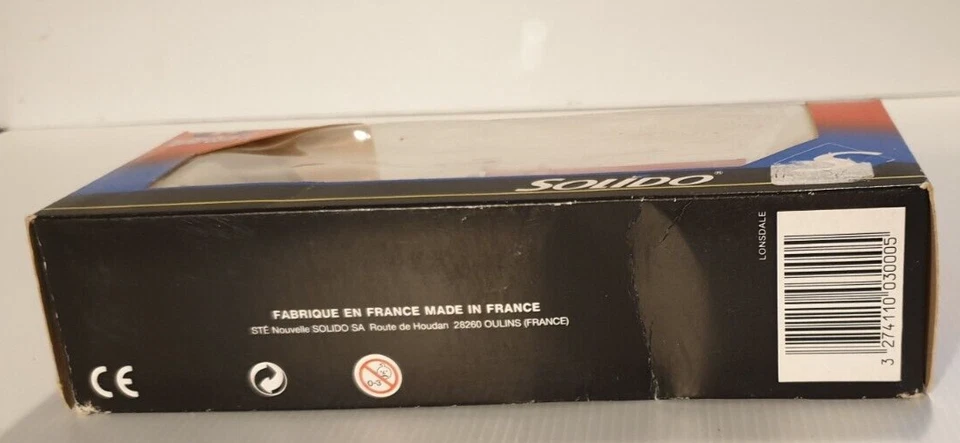 SOLIDO®
LONSDALE
FABRIQUE EN FRANCE MADE IN FRANCE
STÉ Nouvelle SOLIDO SA Route de Houdan 28260 OULINS (FRANCE)
CE
0-3
3 274110 030005